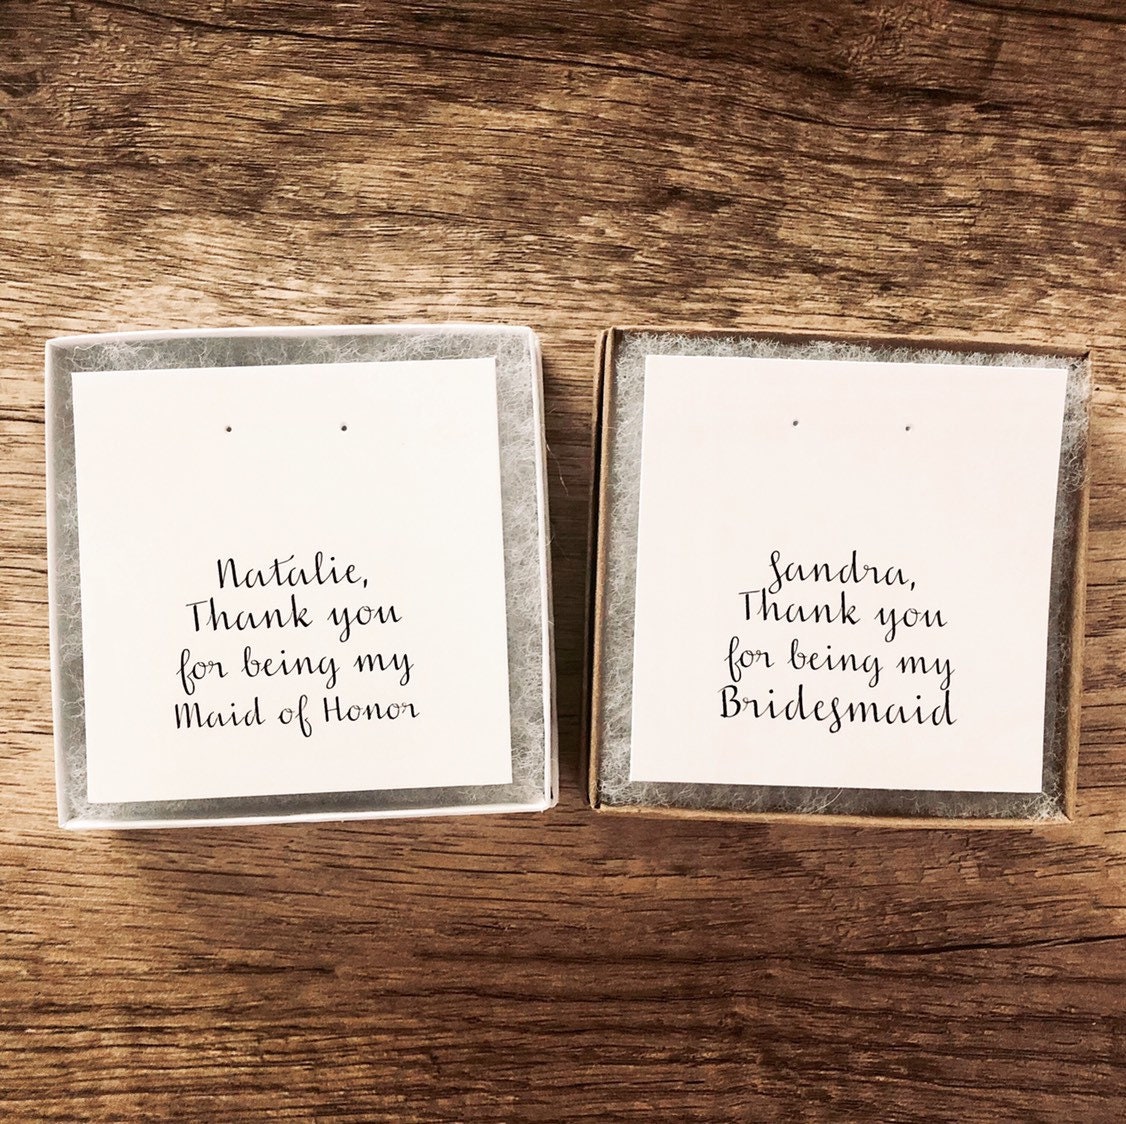 Natalie,
Thank you
for being my
Maid of Honor
Sandra,
Thank you
for being my
Bridesmaid